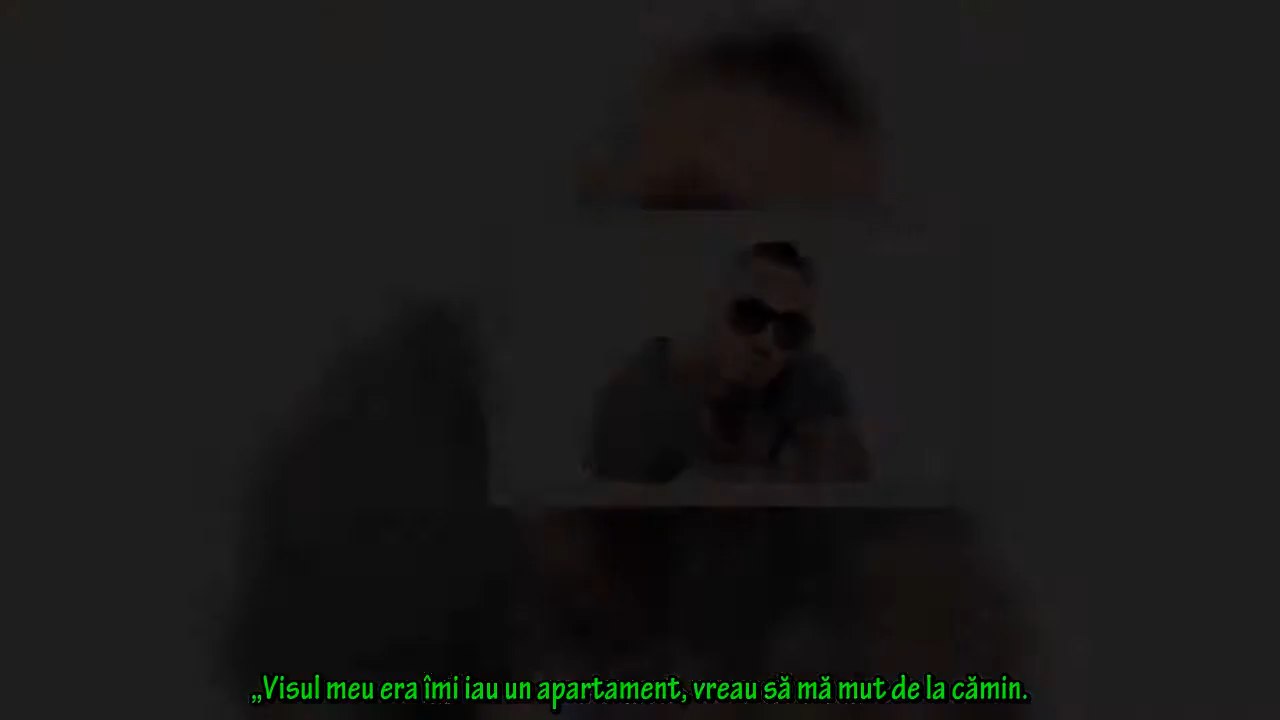 „Visul meu era îmi iau un apartament, vreau să mă mut de la cămin.